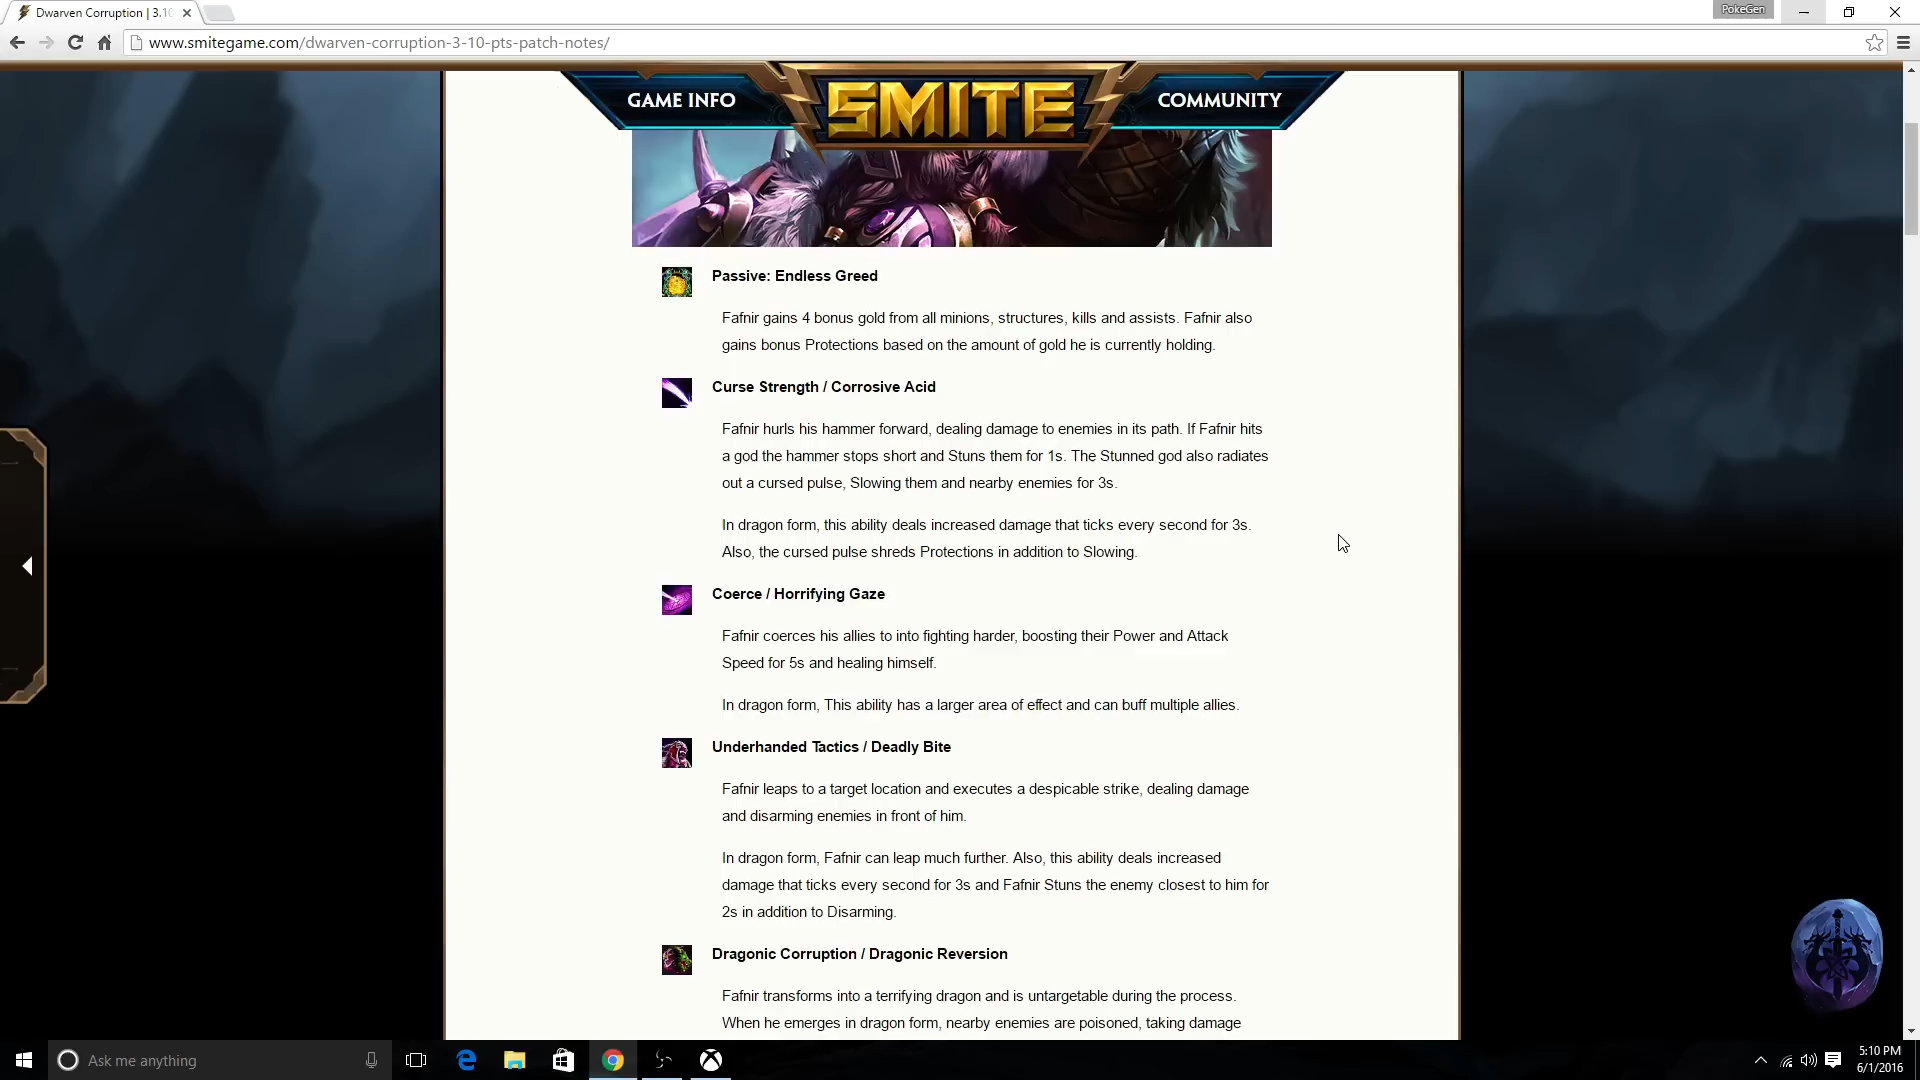 Dwarven Corruption | 3.10
PokeGen
www.smitegame.com/dwarven-corruption-3-10-pts-patch-notes/
GAME INFO
SMITE
COMMUNITY
Passive: Endless Greed
Fafnir gains 4 bonus gold from all minions, structures, kills and assists. Fafnir also
gains bonus Protections based on the amount of gold he is currently holding.
Curse Strength / Corrosive Acid
Fafnir hurls his hammer forward, dealing damage to enemies in its path. If Fafnir hits
a god the hammer stops short and Stuns them for 1s. The Stunned god also radiates
out a cursed pulse, Slowing them and nearby enemies for 3s.
In dragon form, this ability deals increased damage that ticks every second for 3s.
Also, the cursed pulse shreds Protections in addition to Slowing.
Coerce / Horrifying Gaze
Fafnir coerces his allies to into fighting harder, boosting their Power and Attack
Speed for 5s and healing himself.
In dragon form, This ability has a larger area of effect and can buff multiple allies.
Underhanded Tactics / Deadly Bite
Fafnir leaps to a target location and executes a despicable strike, dealing damage
and disarming enemies in front of him.
In dragon form, Fafnir can leap much further. Also, this ability deals increased
damage that ticks every second for 3s and Fafnir Stuns the enemy closest to him for
2s in addition to Disarming.
Dragonic Corruption / Dragonic Reversion
Fafnir transforms into a terrifying dragon and is untargetable during the process.
When he emerges in dragon form, nearby enemies are poisoned, taking damage
Ask me anything
5:10 PM
6/1/2016